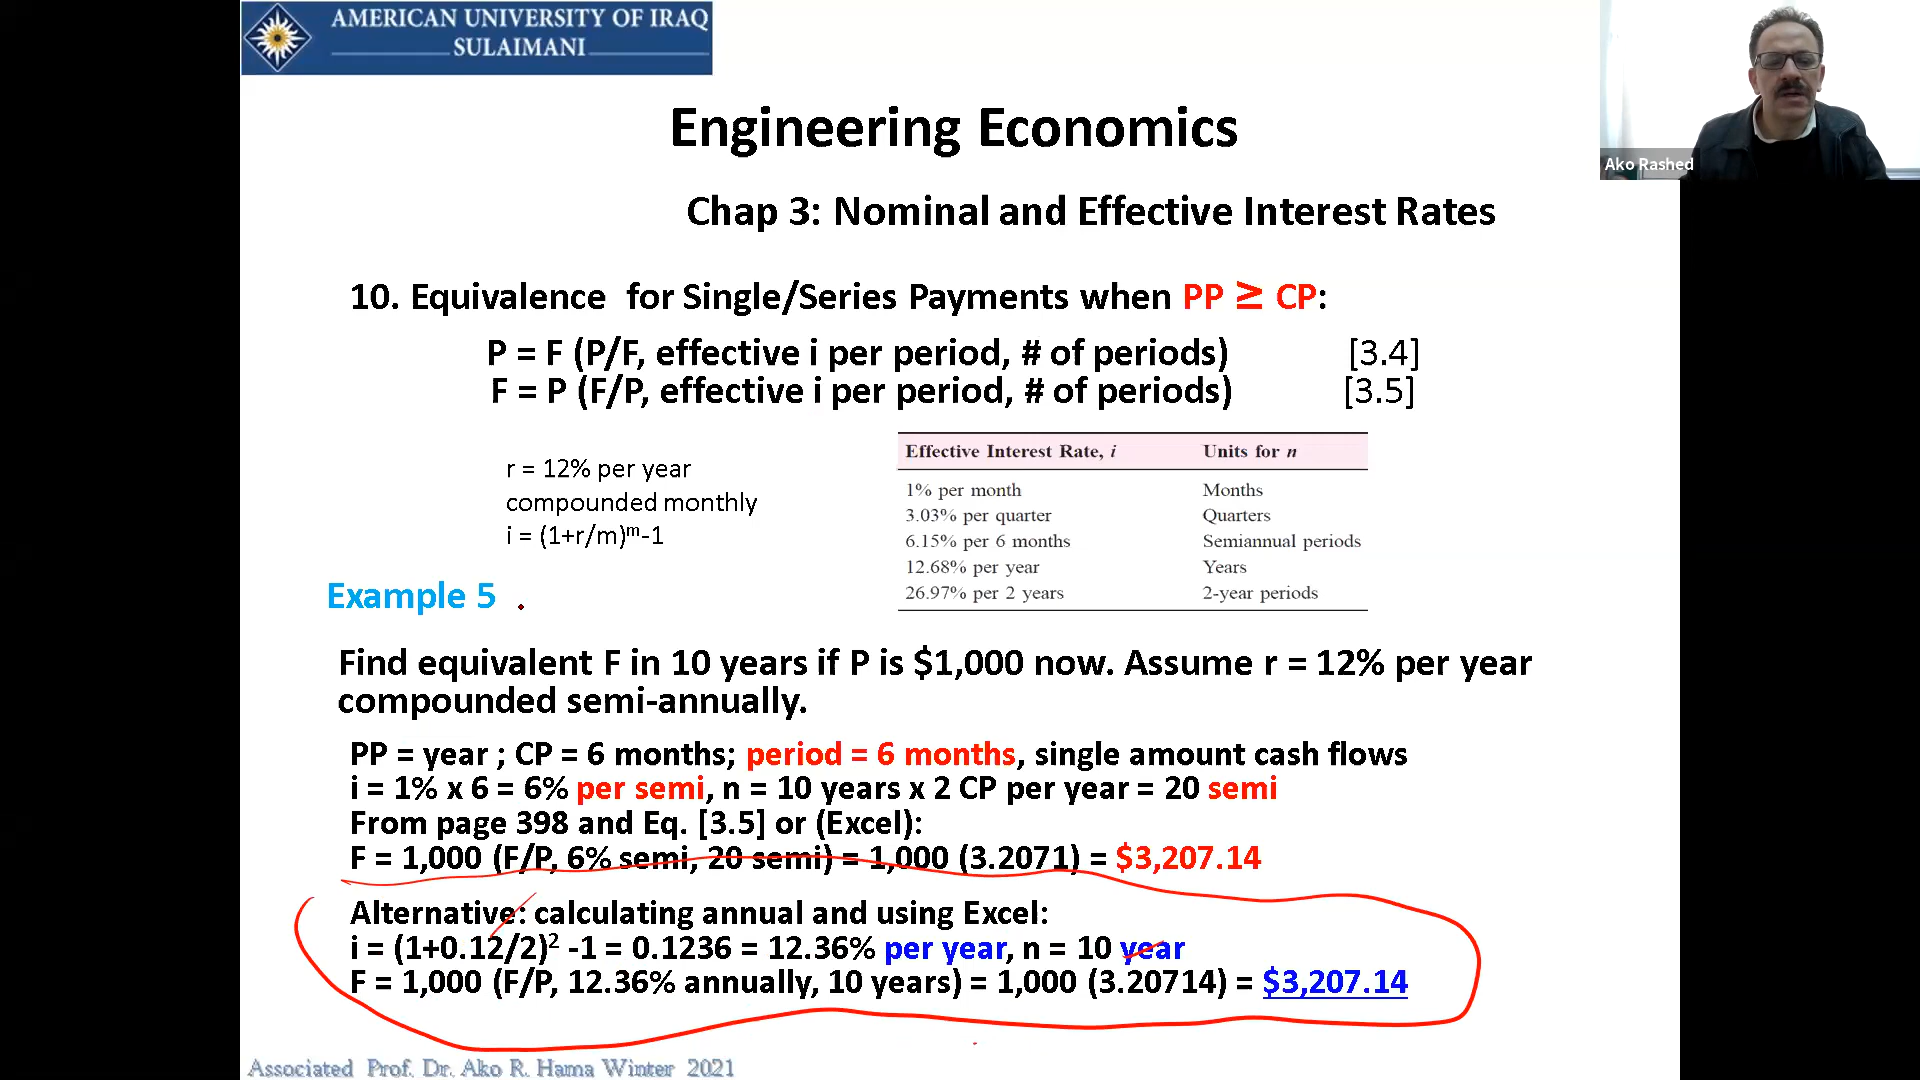 AMERICAN UNIVERSITY OF IRAQ
SULAIMANI
Ako Rashed
Engineering Economics
Chap 3: Nominal and Effective Interest Rates
10. Equivalence for Single/Series Payments when PP ≥ CP:
P = F (P/F, effective i per period, # of periods) [3.4]
F = P (F/P, effective i per period, # of periods) [3.5]
r = 12% per year
compounded monthly
i = (1+r/m)ᵐ-1
Effective Interest Rate, i Units for n
1% per month Months
3.03% per quarter Quarters
6.15% per 6 months Semiannual periods
12.68% per year Years
26.97% per 2 years 2-year periods
Example 5
Find equivalent F in 10 years if P is $1,000 now. Assume r = 12% per year
compounded semi-annually.
PP = year ; CP = 6 months; period = 6 months, single amount cash flows
i = 1% x 6 = 6% per semi, n = 10 years x 2 CP per year = 20 semi
From page 398 and Eq. [3.5] or (Excel):
F = 1,000 (F/P, 6% semi, 20 semi) = 1,000 (3.2071) = $3,207.14
Alternative: calculating annual and using Excel:
i = (1+0.12/2)² -1 = 0.1236 = 12.36% per year, n = 10 year
F = 1,000 (F/P, 12.36% annually, 10 years) = 1,000 (3.20714) = $3,207.14
Associated Prof. Dr. Ako R. Hama Winter 2021